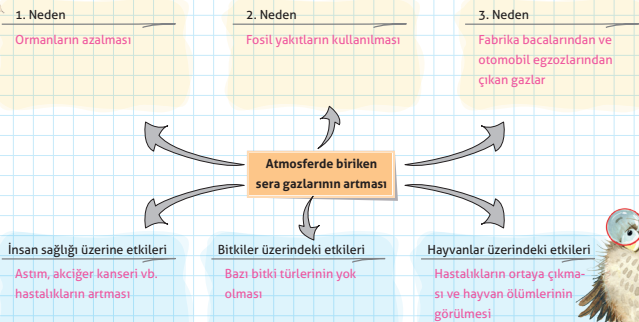 1. Neden
Ormanların azalması
2. Neden
Fosil yakıtların kullanılması
3. Neden
Fabrika bacalarından ve
otomobil egzozlarından
çıkan gazlar
Atmosferde biriken
sera gazlarının artması
İnsan sağlığı üzerine etkileri
Astım, akciğer kanseri vb.
hastalıkların artması
Bitkiler üzerindeki etkileri
Bazı bitki türlerinin yok
olması
Hayvanlar üzerindeki etkileri
Hastalıkların ortaya çıkma-
sı ve hayvan ölümlerinin
görülmesi